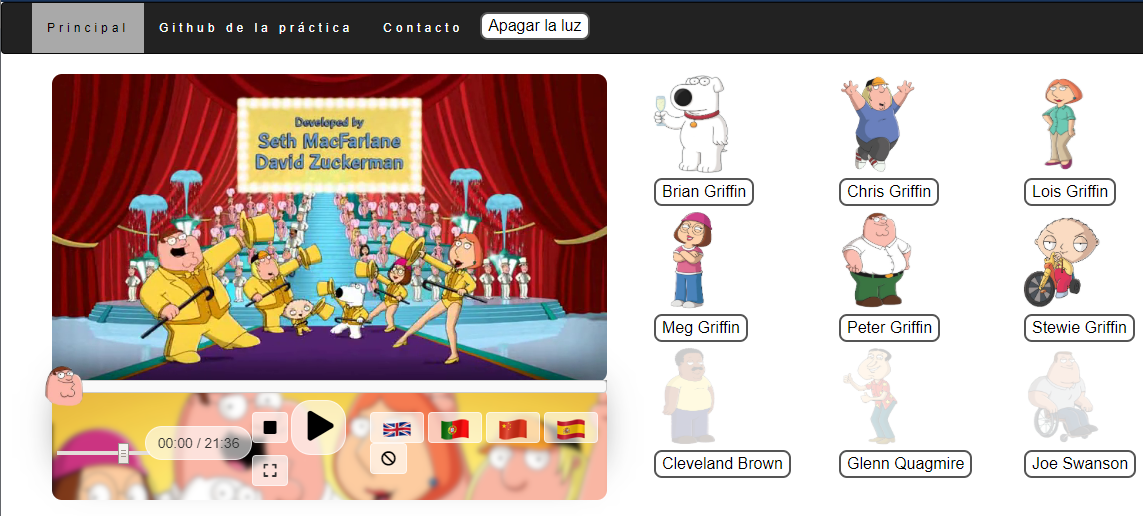 Principal Github de la práctica Contacto Apagar la luz
Developed by
Seth MacFarlane
David Zuckerman
Brian Griffin Chris Griffin Lois Griffin
Meg Griffin Peter Griffin Stewie Griffin
00:00 / 21:36
Cleveland Brown Glenn Quagmire Joe Swanson